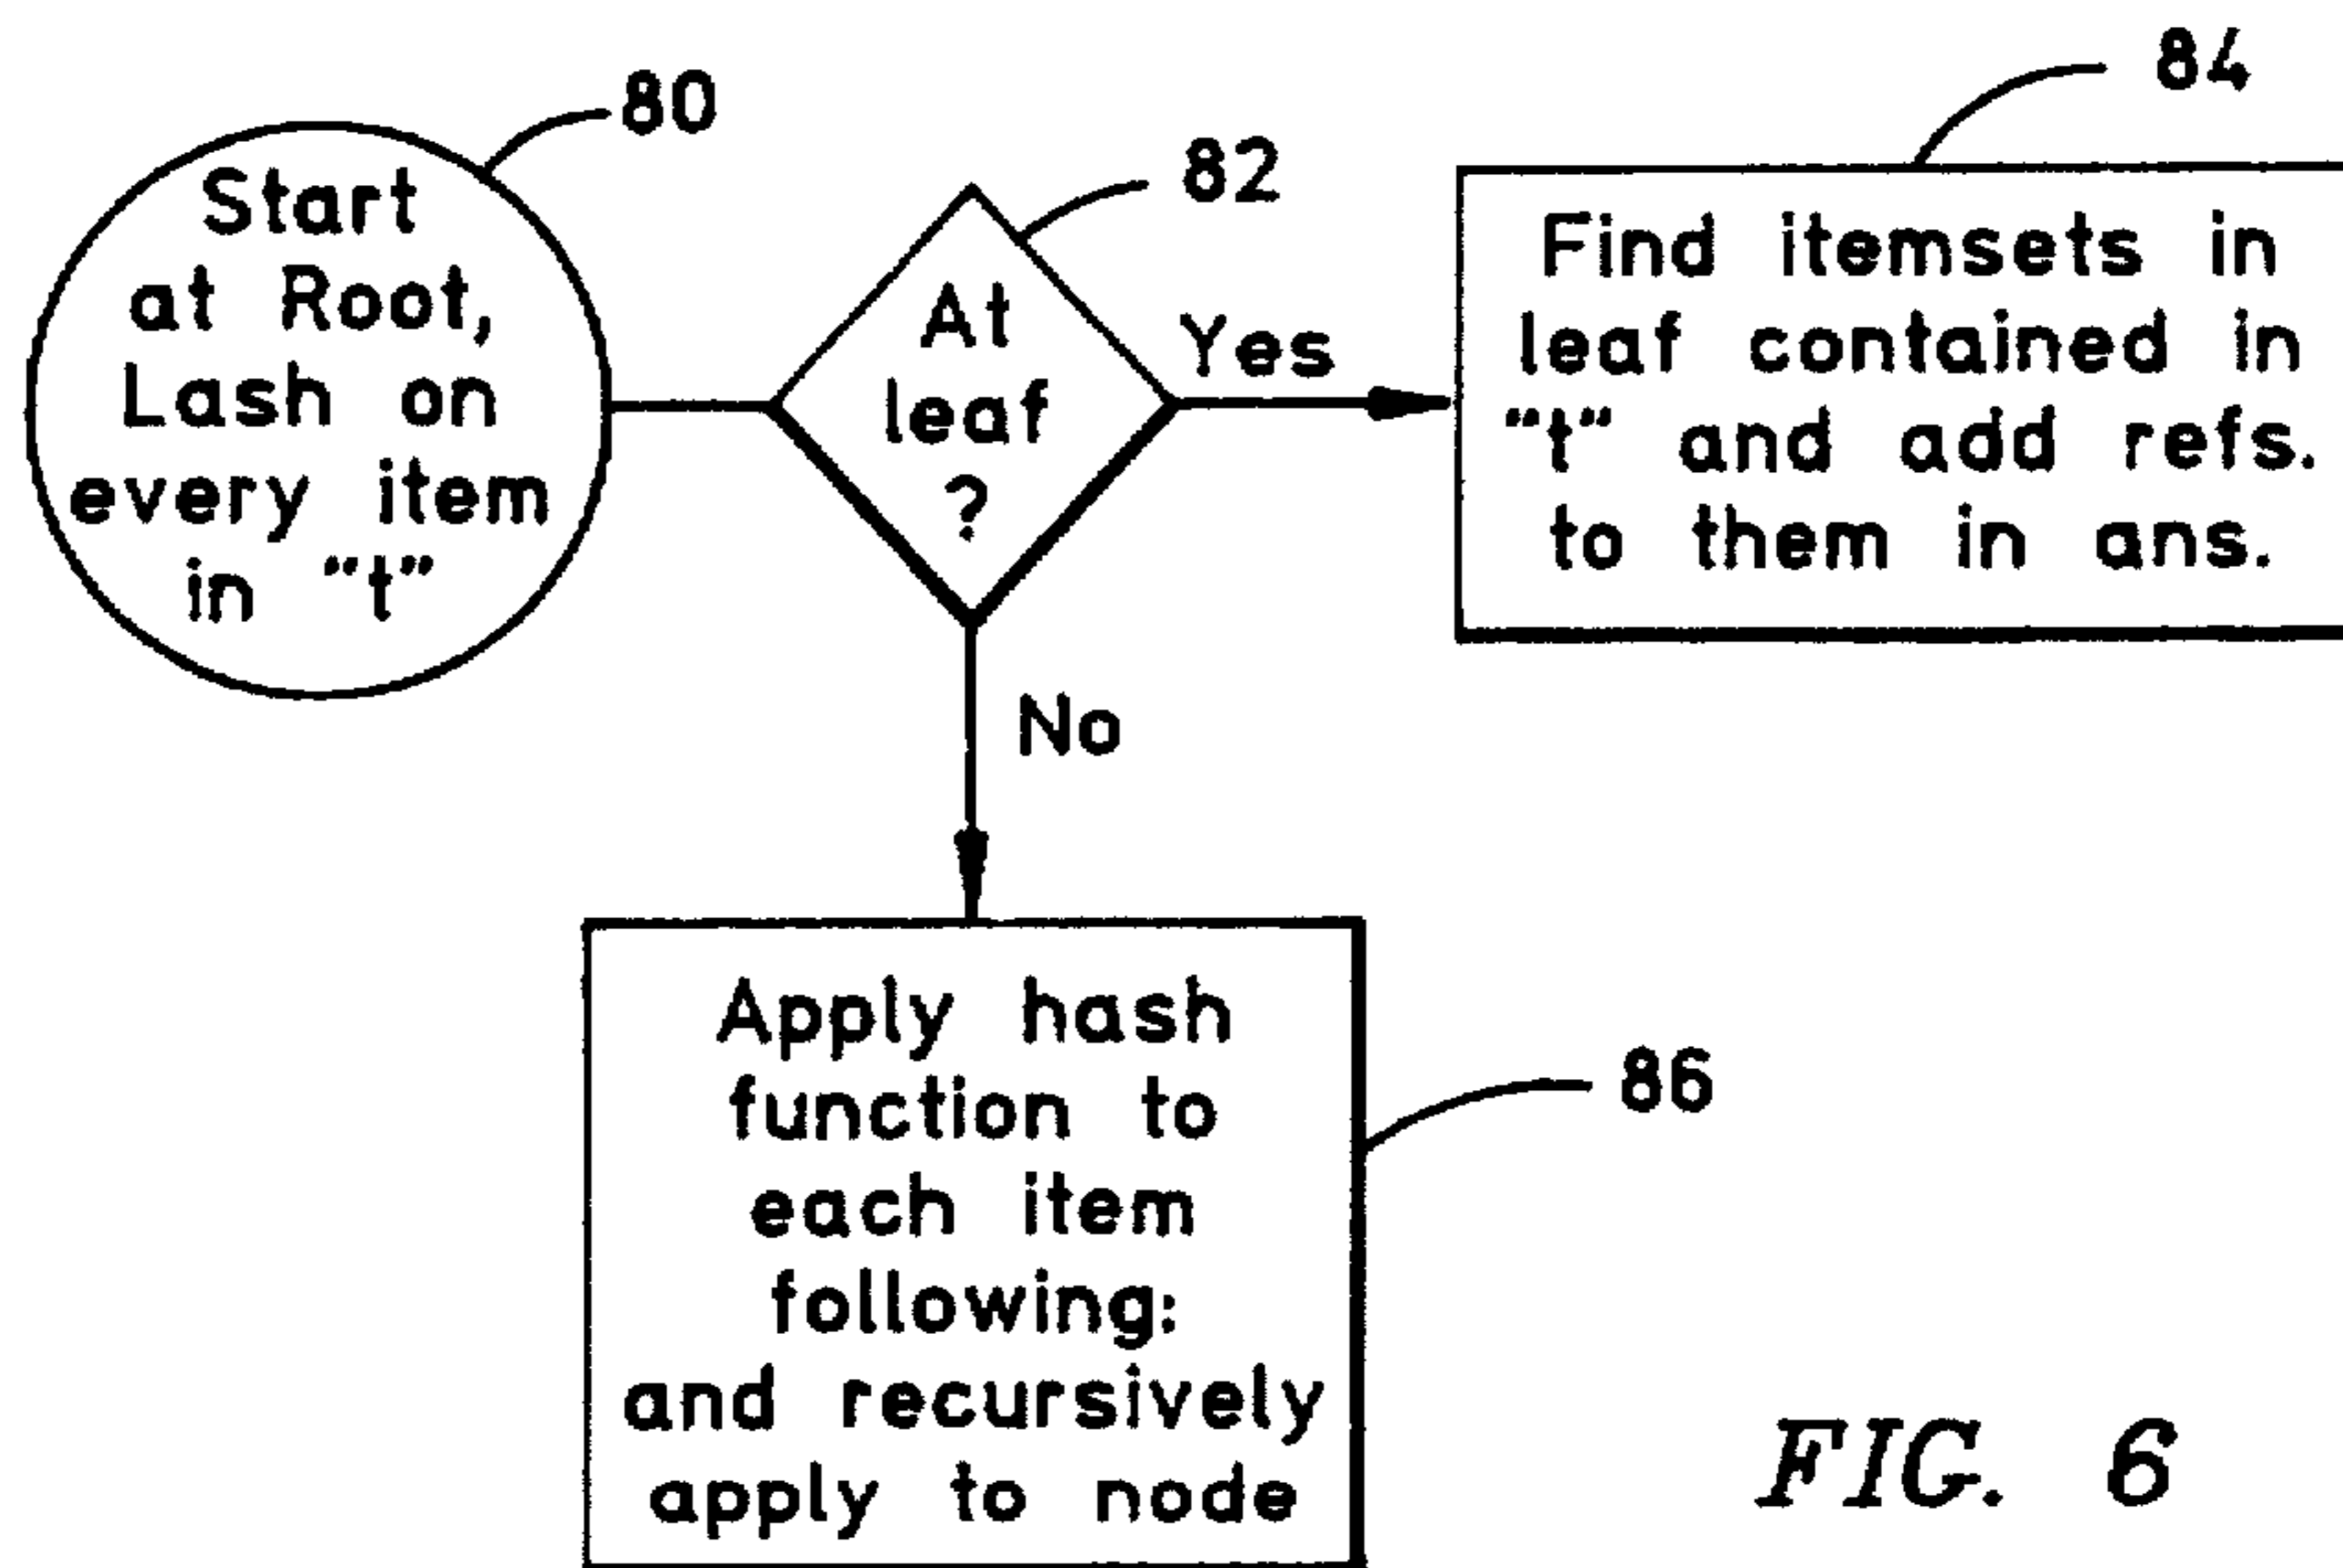 80
Start
at Root,
Lash on
every item
in “t”
82
At
leaf
?
Yes
84
Find itemsets in
leaf contained in
“t” and add refs.
to them in ans.
No
Apply hash
function to
each item
following:
and recursively
apply to node
86
FIG. 6